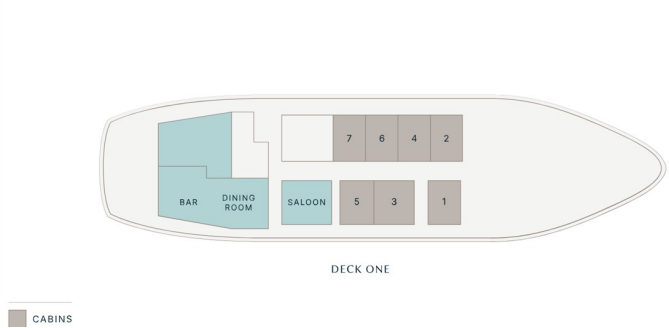 7 6 4 2
BAR
DINING
ROOM
SALOON
5 3 1
DECK ONE
CABINS